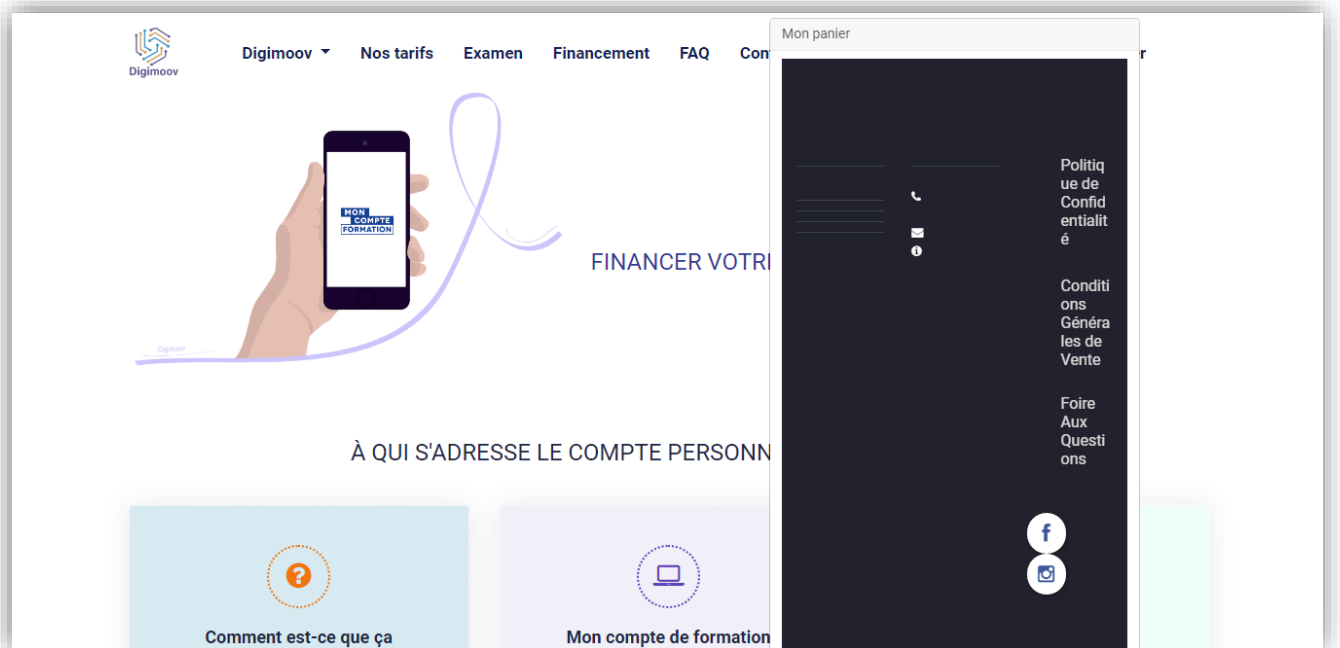 Digimoov
Digimoov
Nos tarifs
Examen
Financement
FAQ
Mon panier
MON
COMPTE
FORMATION
Digimoov
FINANCER VOTRE
À QUI S'ADRESSE LE COMPTE PERSONN
Politiq
ue de
Confid
entialit
é
Conditi
ons
Généra
les de
Vente
Foire
Aux
Questi
ons
Comment est-ce que ça
Mon compte de formation